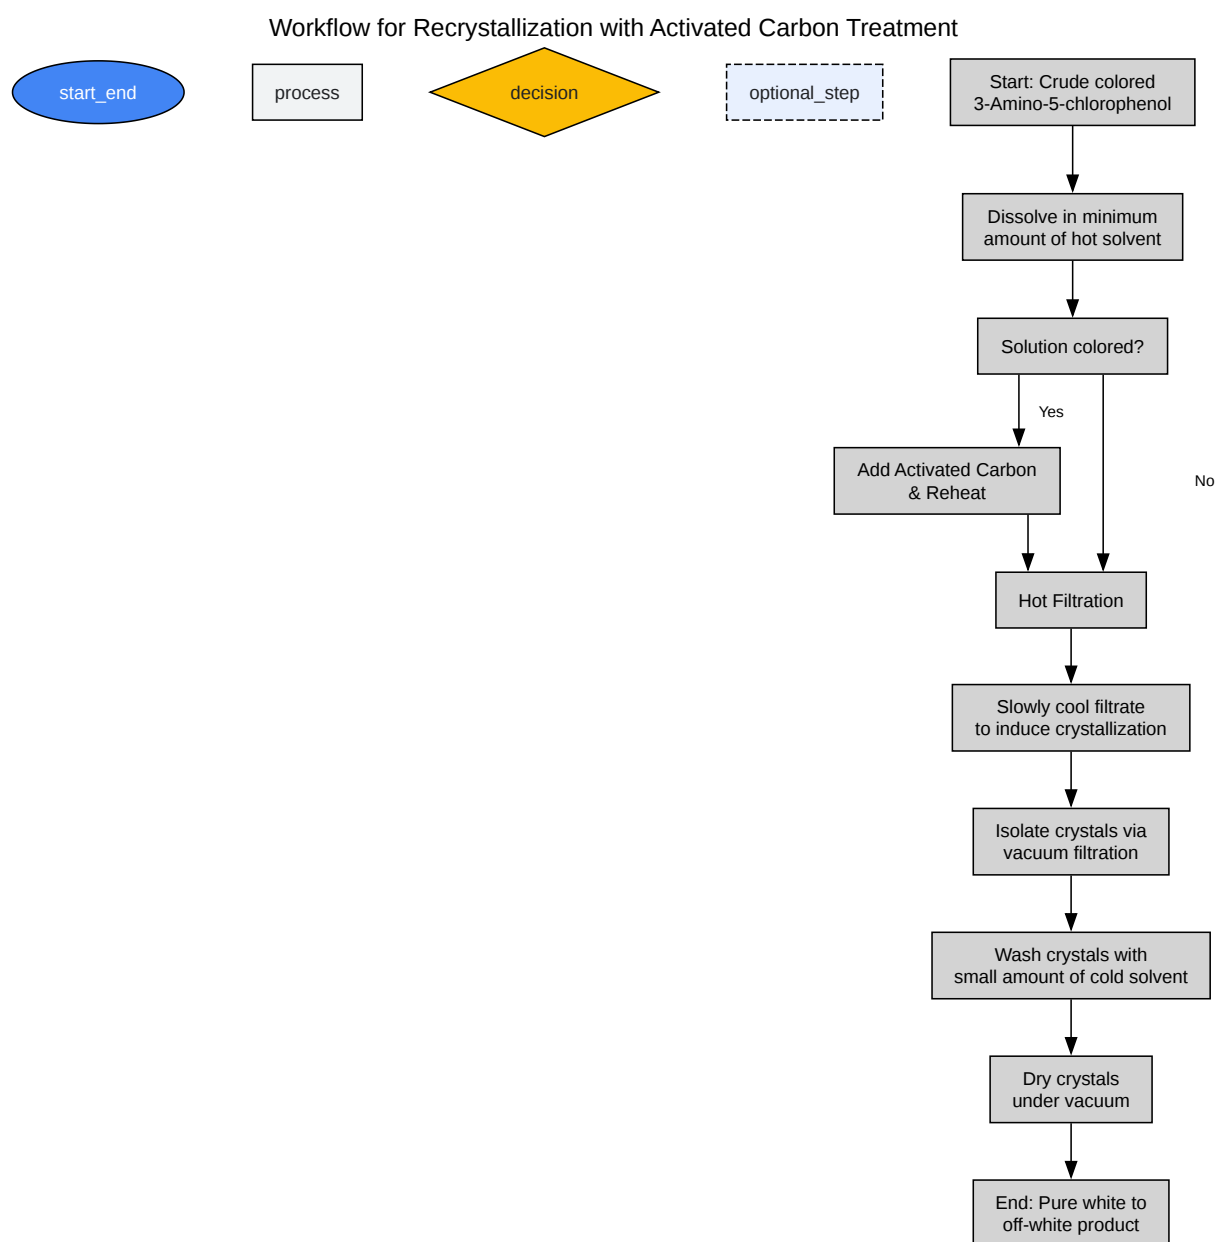 Workflow for Recrystallization with Activated Carbon Treatment
start_end
process
decision
optional_step
Start: Crude colored
3-Amino-5-chlorophenol
Dissolve in minimum
amount of hot solvent
Solution colored?
Yes
Add Activated Carbon
& Reheat
No
Hot Filtration
Slowly cool filtrate
to induce crystallization
Isolate crystals via
vacuum filtration
Wash crystals with
small amount of cold solvent
Dry crystals
under vacuum
End: Pure white to
off-white product